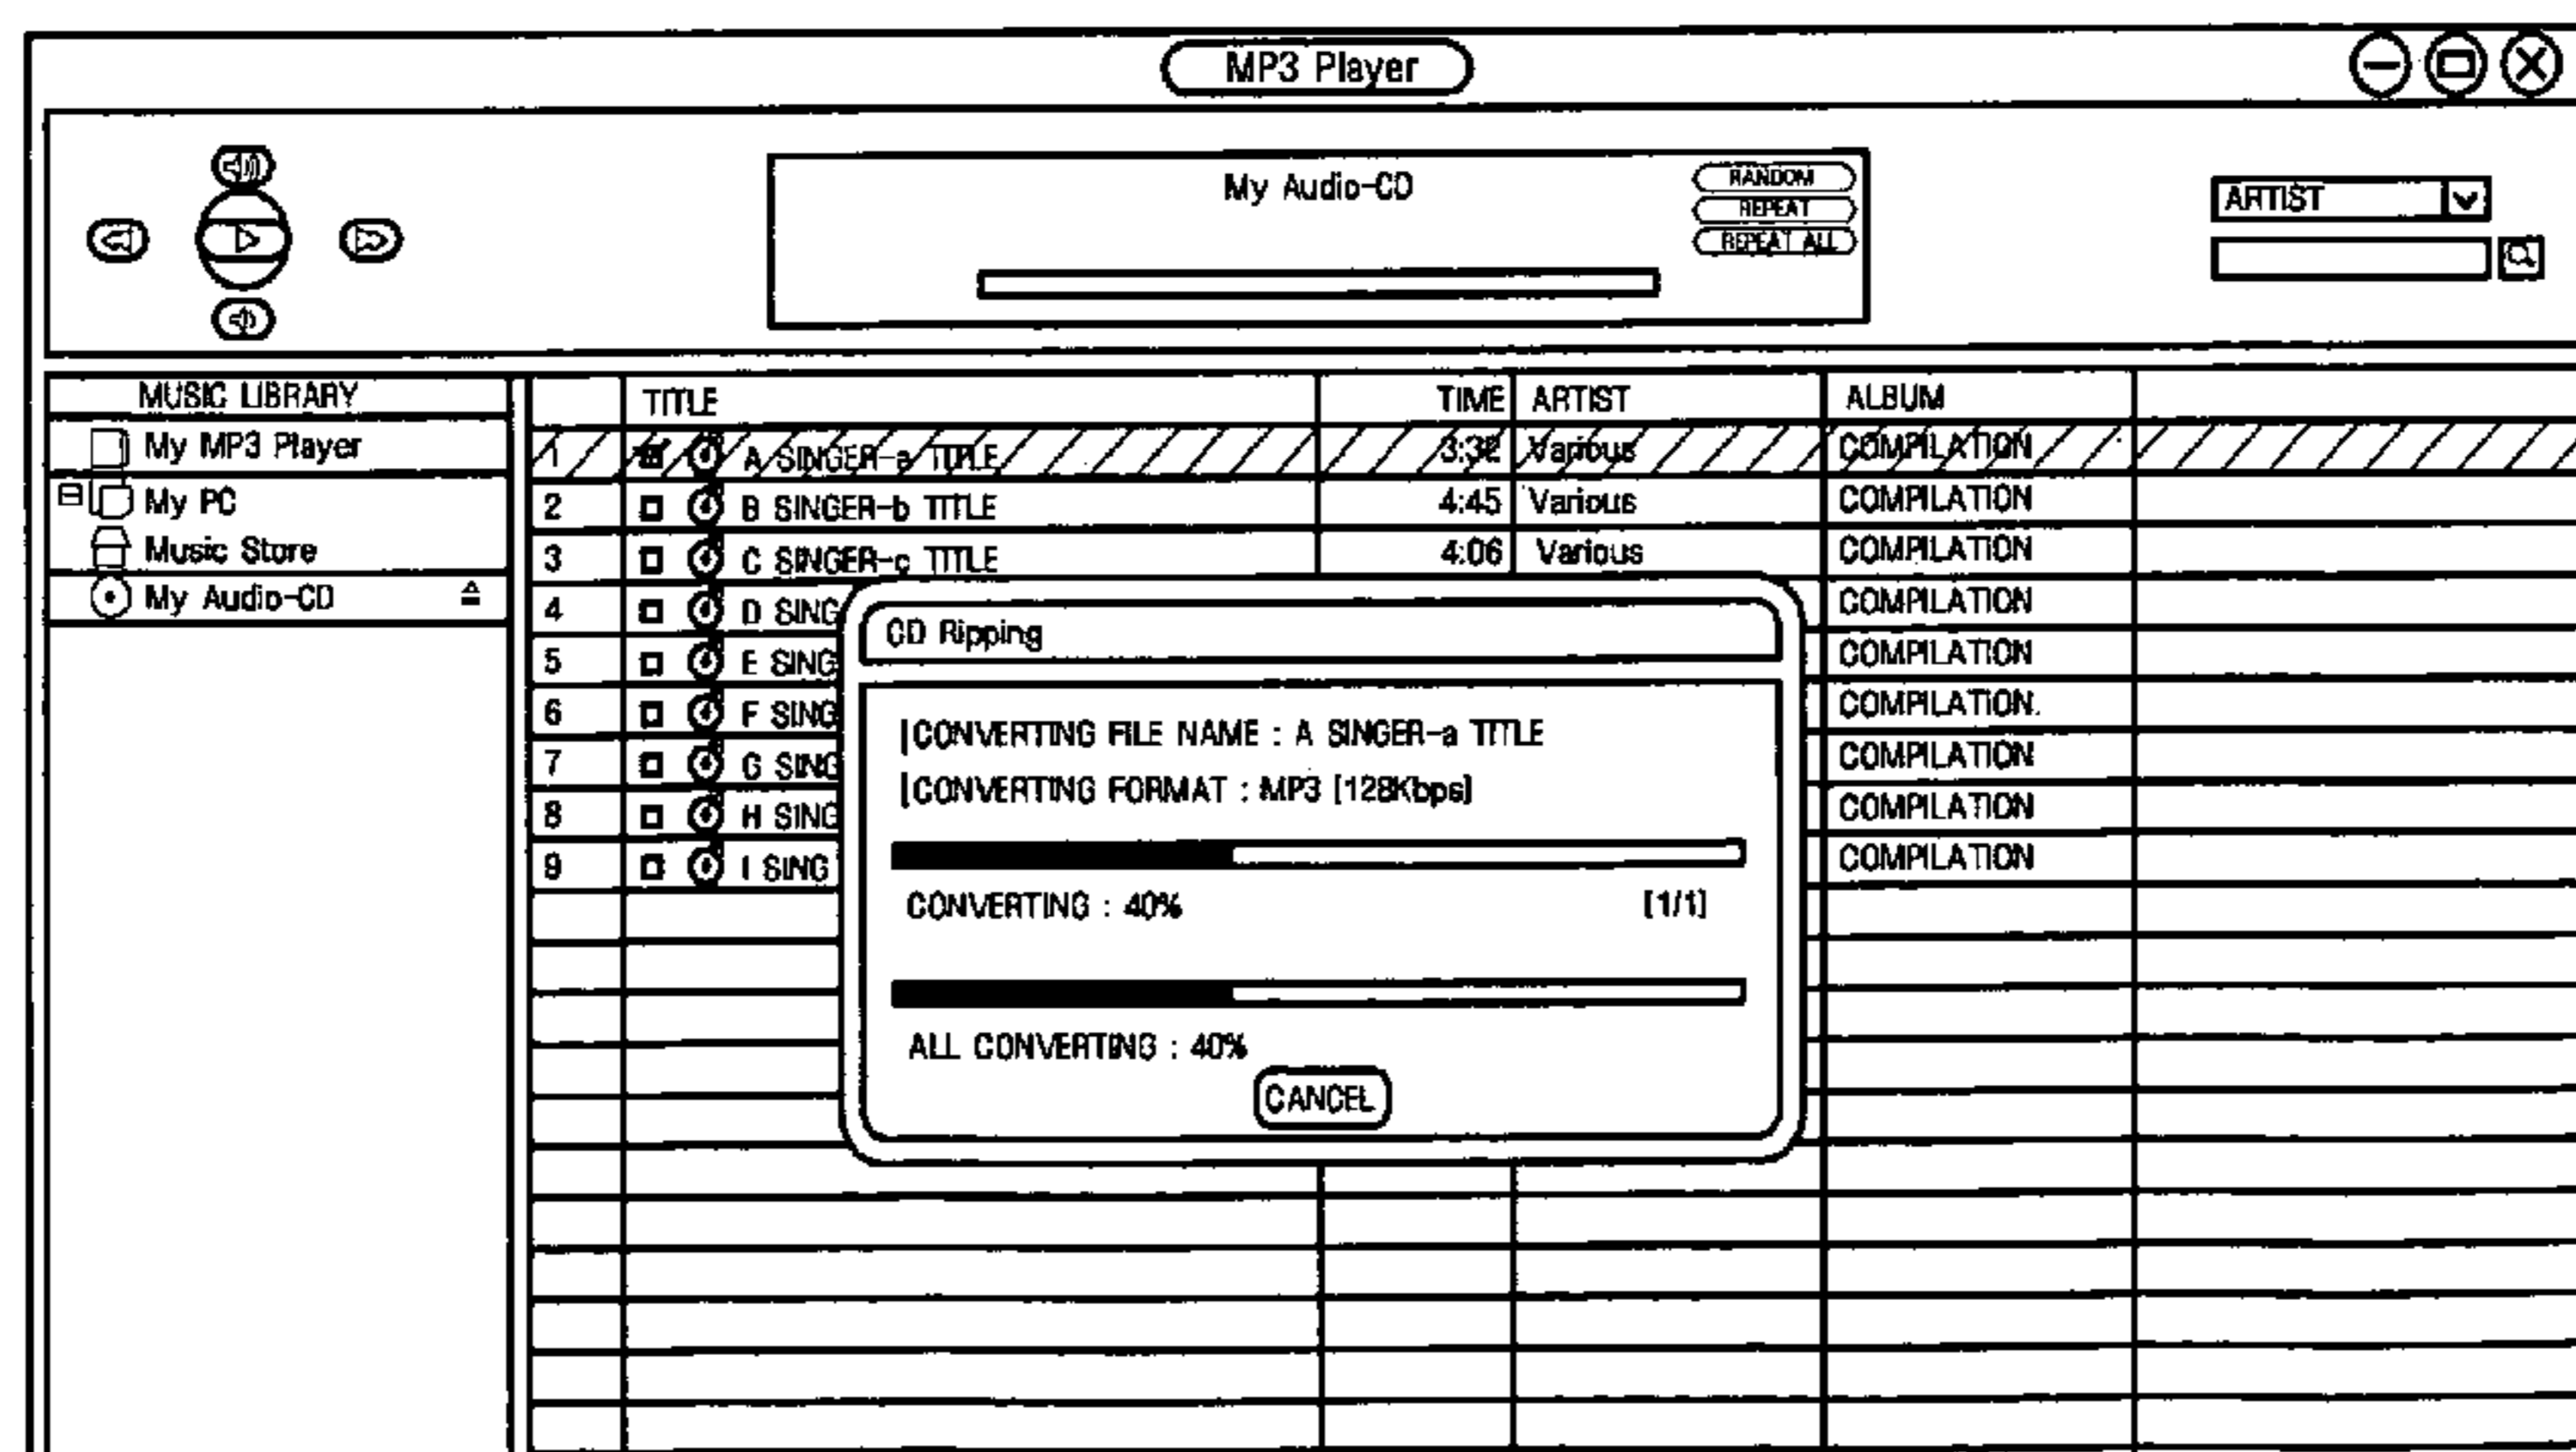 MP3 Player
My Audio-CD
RANDOM
REPEAT
REPEAT ALL
ARTIST
MUSIC LIBRARY
My MP3 Player
My PC
Music Store
My Audio-CD
TITLE TIME ARTIST ALBUM
1 A SINGER-a TITLE 3:32 Various COMPILATION
2 B SINGER-b TITLE 4:45 Various COMPILATION
3 C SINGER-c TITLE 4:06 Various COMPILATION
4 D SING COMPILATION
5 E SING COMPILATION
6 F SING COMPILATION
7 G SING COMPILATION
8 H SING COMPILATION
9 I SING COMPILATION
CD Ripping
CONVERTING FILE NAME : A SINGER-a TITLE
CONVERTING FORMAT : MP3 [128Kbps]
CONVERTING : 40% [1/1]
ALL CONVERTING : 40%
CANCEL